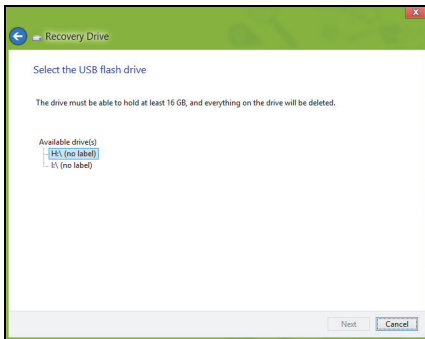 Recovery Drive
Select the USB flash drive
The drive must be able to hold at least 16 GB, and everything on the drive will be deleted.
Available drive(s)
H:\ (no label)
I:\ (no label)
Next Cancel